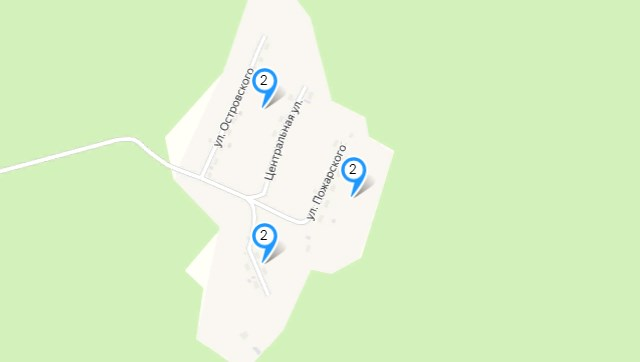 2
ул. Островского
Центральная ул.
2
ул. Пожарского
2